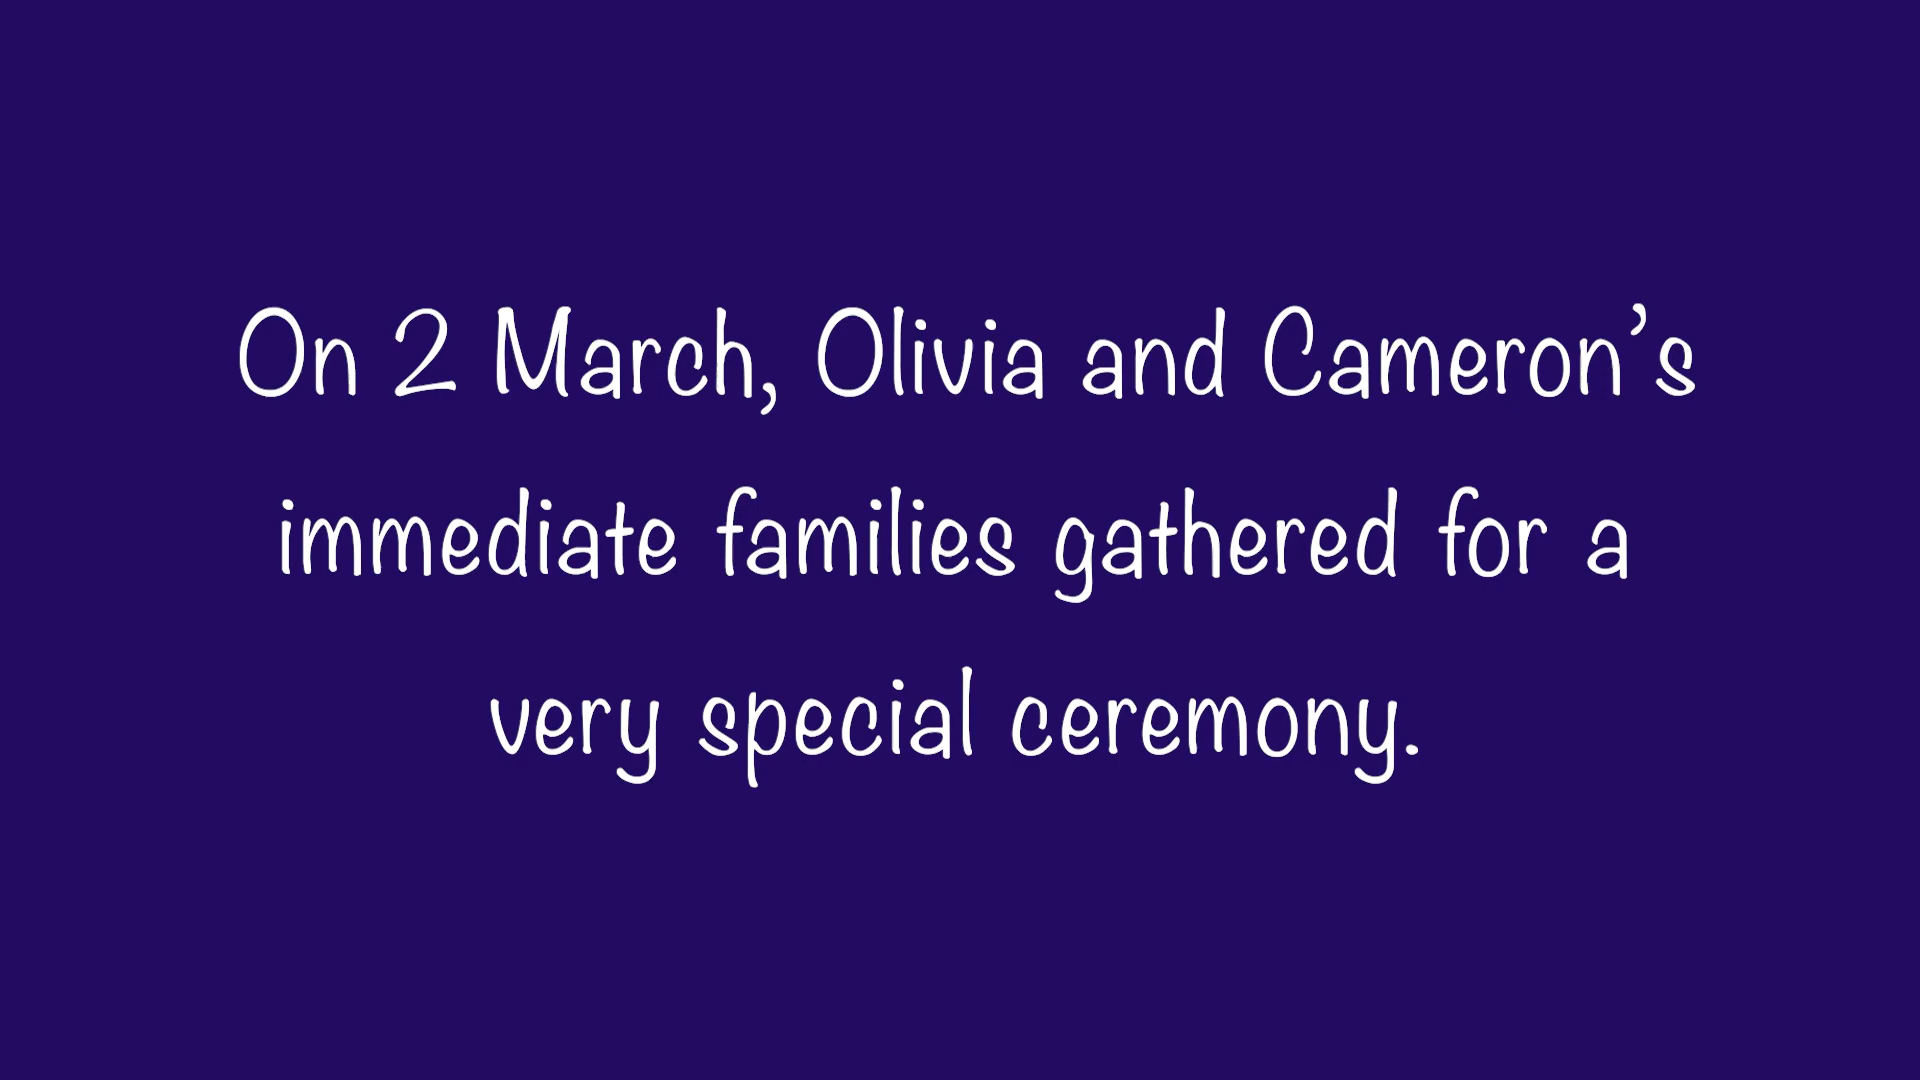 On 2 March, Olivia and Cameron’s
immediate families gathered for a
very special ceremony.